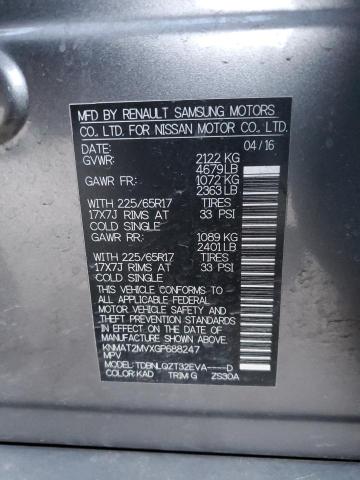 MFD BY RENAULT SAMSUNG MOTORS
CO., LTD. FOR NISSAN MOTOR CO., LTD.
DATE: 04/16
GVWR: 2122 KG
4679 LB
GAWR FR: 1072 KG
2363 LB
WITH 225/65R17 TIRES
17X7J RIMS AT 33 PSI
COLD SINGLE
GAWR RR: 1089 KG
2401 LB
WITH 225/65R17 TIRES
17X7J RIMS AT 33 PSI
COLD SINGLE
THIS VEHICLE CONFORMS TO
ALL APPLICABLE FEDERAL
MOTOR VEHICLE SAFETY AND
THEFT PREVENTION
STANDARDS IN EFFECT ON
THE DATE OF MANUFACTURE
SHOWN ABOVE
KNMAT2MVXGP688247
MPV
MODEL: TDBNLQZT32EVA----D
COLOR: KAD TRIM G ZS30A